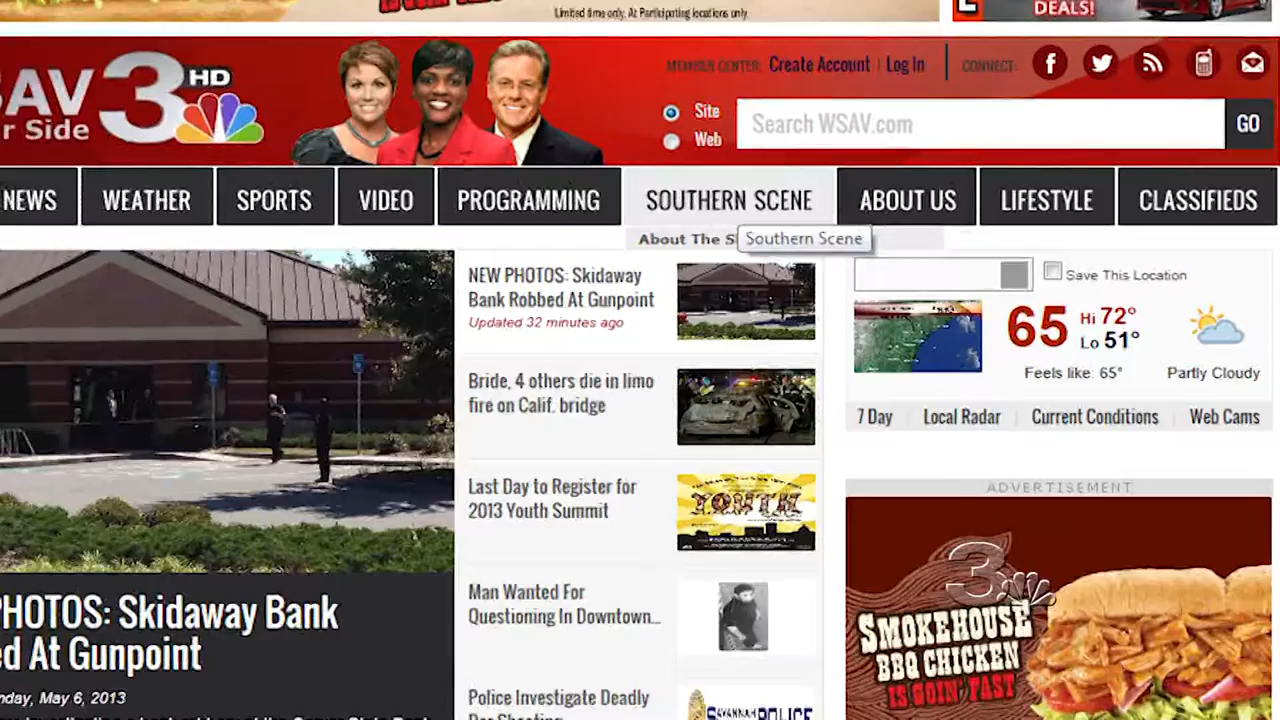 Limited time only. At Participating locations only.
DEALS!
SAV 3 HD
r Side
MEMBER CENTER: Create Account | Log In
CONNECT:
Site
Web
Search WSAV.com
GO
NEWS
WEATHER
SPORTS
VIDEO
PROGRAMMING
SOUTHERN SCENE
ABOUT US
LIFESTYLE
CLASSIFIEDS
About The S
Southern Scene
NEW PHOTOS: Skidaway
Bank Robbed At Gunpoint
Updated 32 minutes ago
Bride, 4 others die in limo
fire on Calif. bridge
Last Day to Register for
2013 Youth Summit
YOUTH
Man Wanted For
Questioning In Downtown...
Police Investigate Deadly
SAVANNAH POLICE
Save This Location
65
Hi 72°
Lo 51°
Feels like: 65°
Partly Cloudy
7 Day
Local Radar
Current Conditions
Web Cams
ADVERTISEMENT
3
SMOKEHOUSE
BBQ CHICKEN
IS GOIN' FAST
PHOTOS: Skidaway Bank
ed At Gunpoint
nday, May 6, 2013